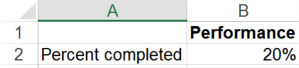 A B
1 Performance
2 Percent completed 20%